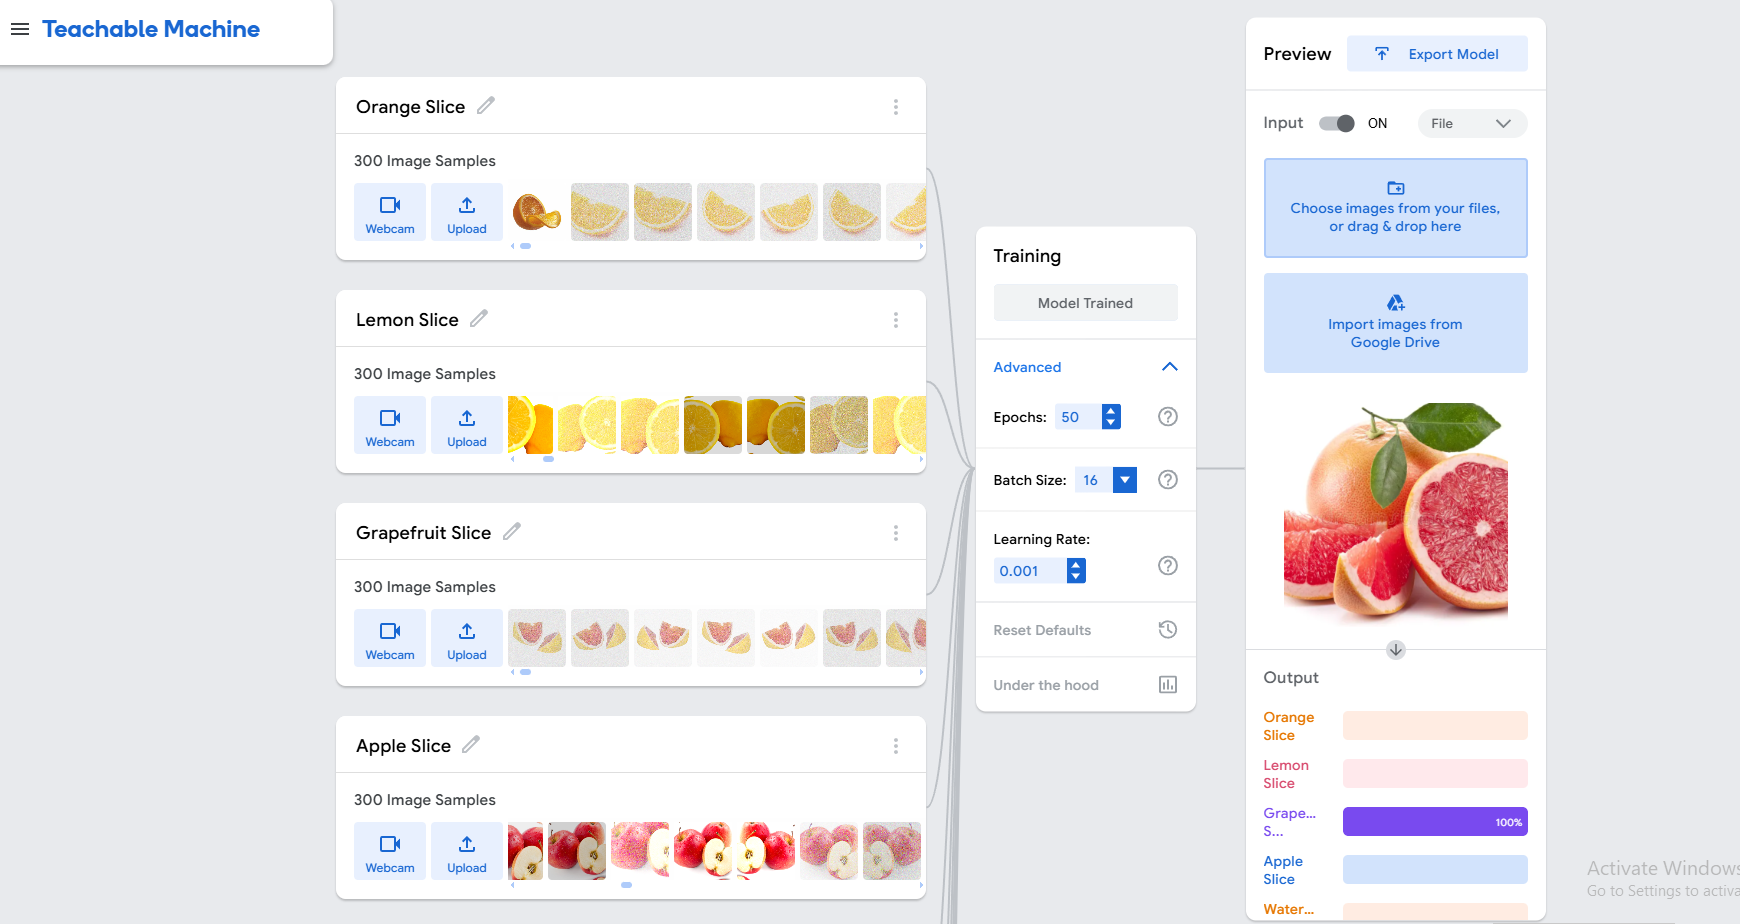 Teachable Machine
Orange Slice
300 Image Samples
Webcam
Upload
Lemon Slice
300 Image Samples
Webcam
Upload
Grapefruit Slice
300 Image Samples
Webcam
Upload
Apple Slice
300 Image Samples
Webcam
Upload
Training
Model Trained
Advanced
Epochs: 50
Batch Size: 16
Learning Rate:
0.001
Reset Defaults
Under the hood
Preview
Export Model
Input ON File
Choose images from your files,
or drag & drop here
Import images from
Google Drive
Output
Orange
Slice
Lemon
Slice
Grape...
S...
100%
Apple
Slice
Water...
Activate Windows
Go to Settings to activa